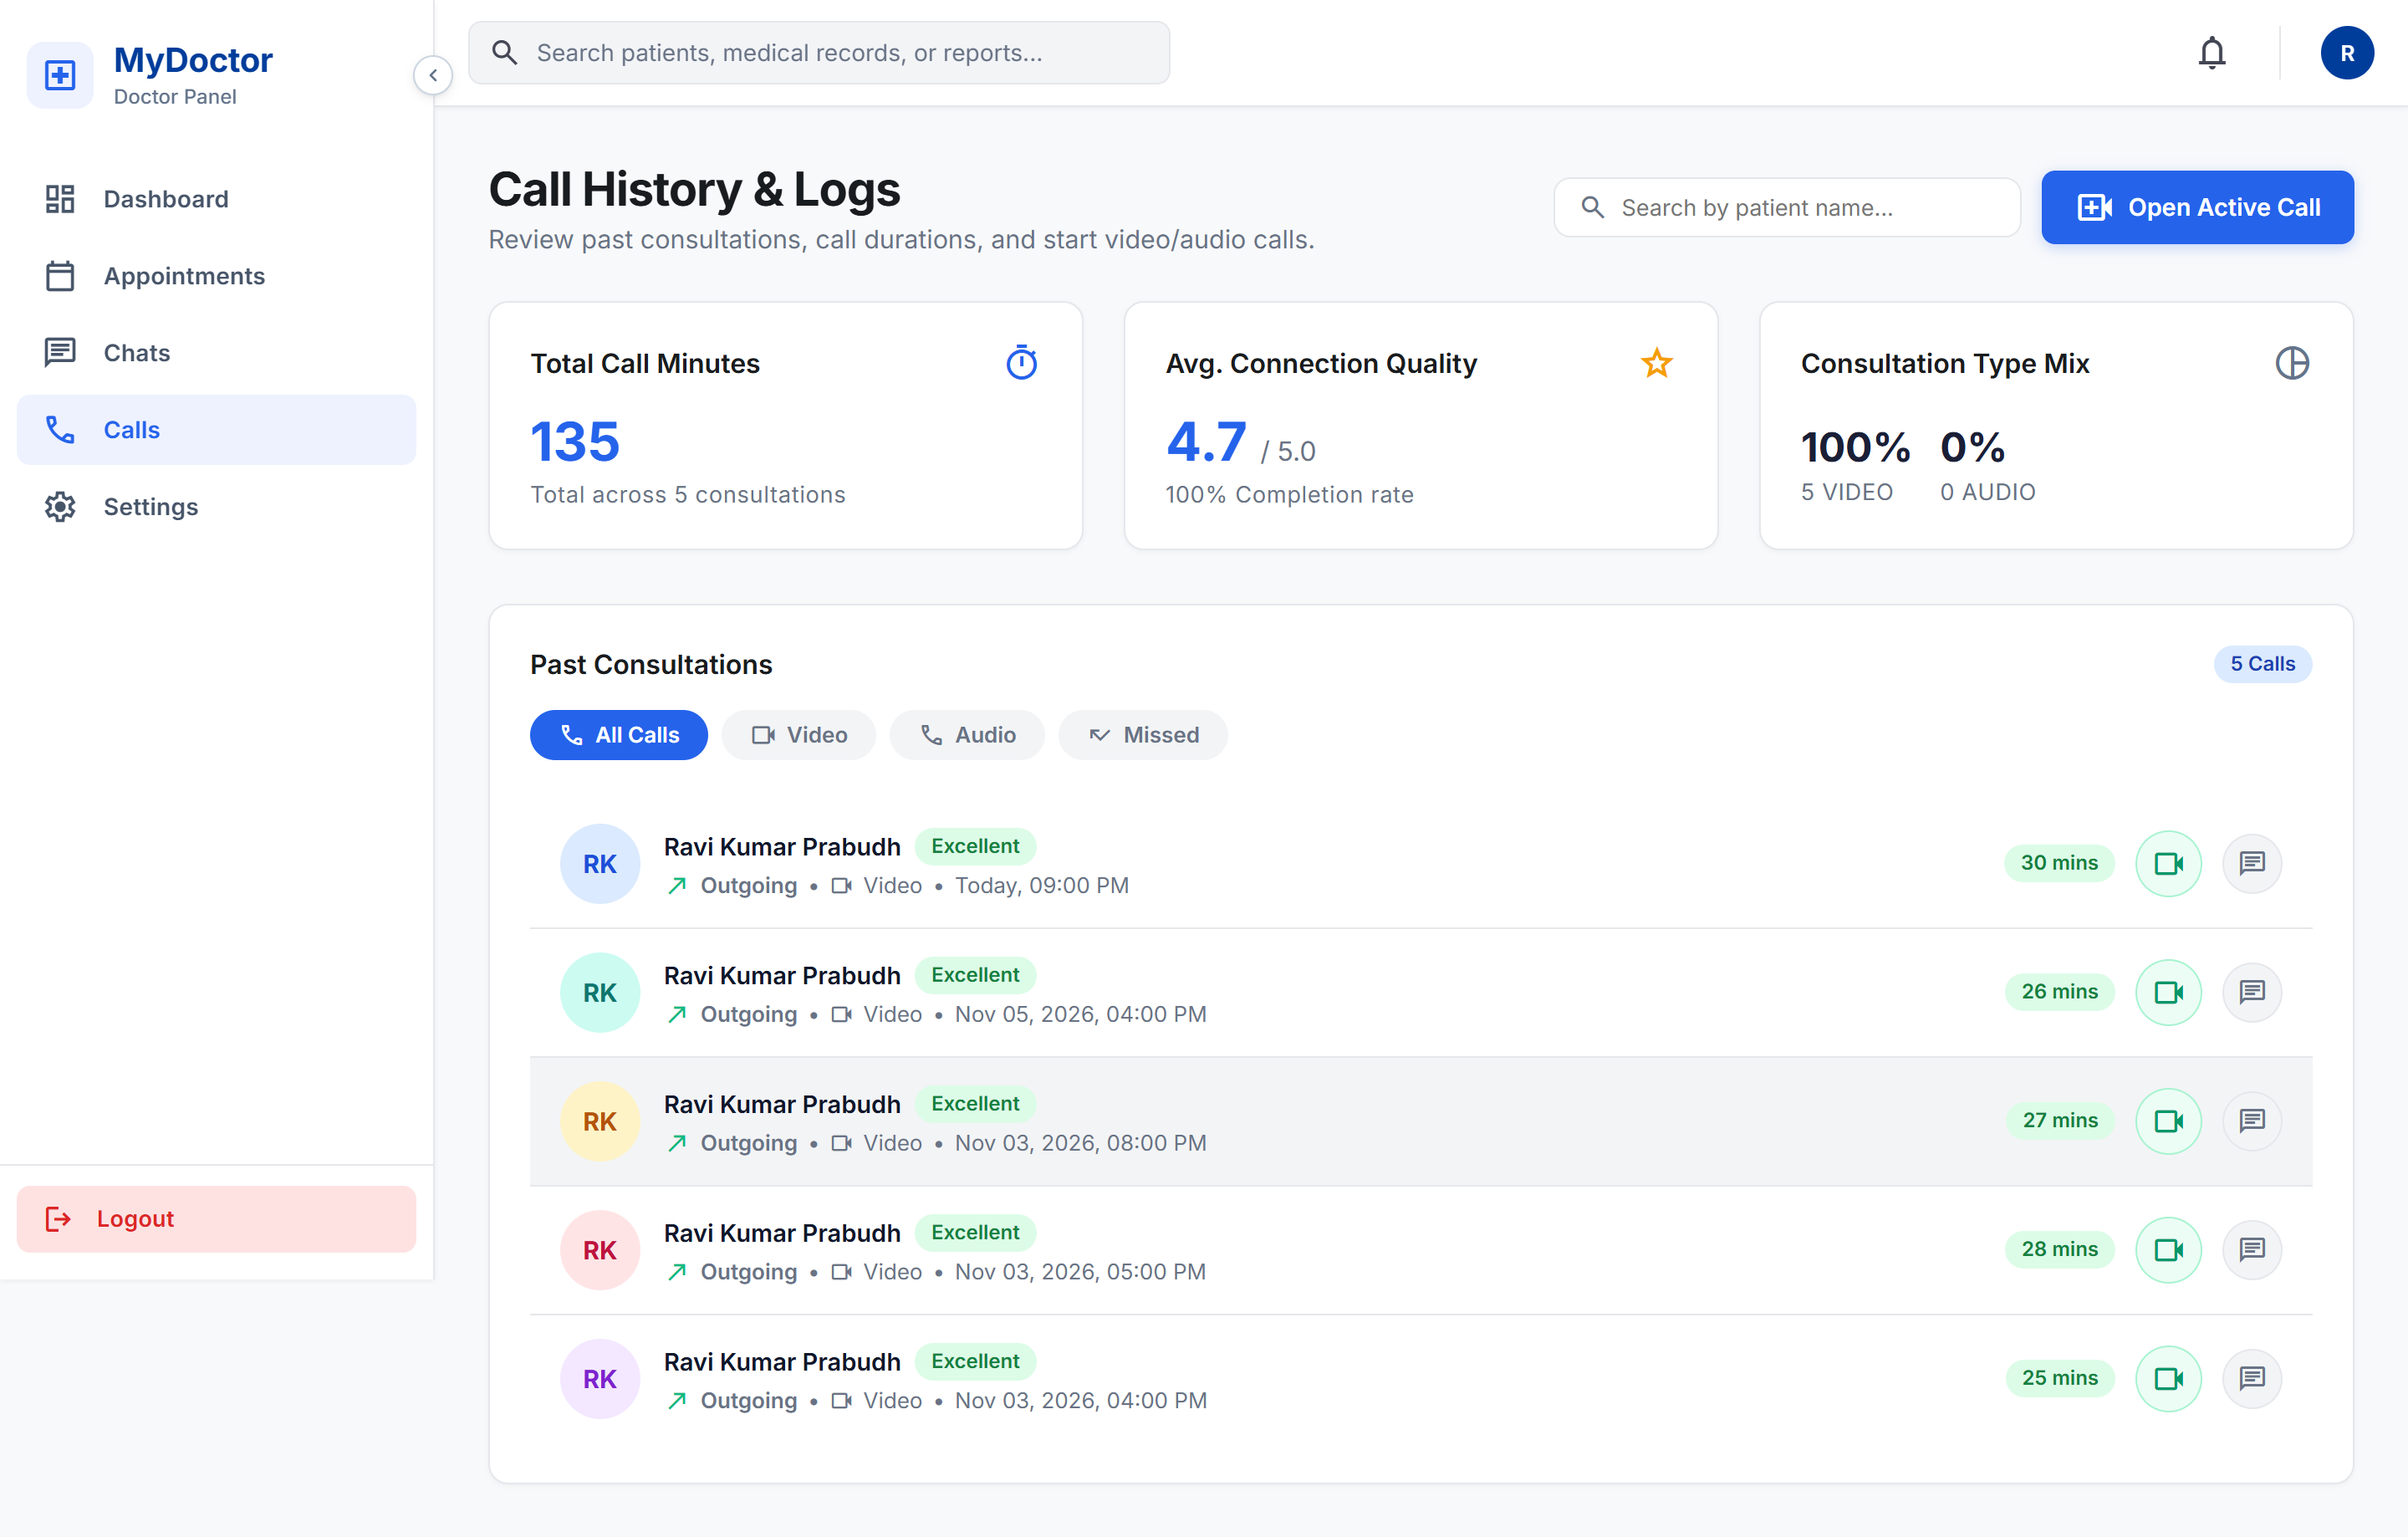 MyDoctor
Doctor Panel
Dashboard
Appointments
Chats
Calls
Settings
Logout
Search patients, medical records, or reports...
R
Call History & Logs
Review past consultations, call durations, and start video/audio calls.
Search by patient name...
Open Active Call
Total Call Minutes
135
Total across 5 consultations
Avg. Connection Quality
4.7 / 5.0
100% Completion rate
Consultation Type Mix
100% 0%
5 VIDEO 0 AUDIO
Past Consultations
5 Calls
All Calls Video Audio Missed
RK
Ravi Kumar Prabudh Excellent
Outgoing • Video • Today, 09:00 PM
30 mins
RK
Ravi Kumar Prabudh Excellent
Outgoing • Video • Nov 05, 2026, 04:00 PM
26 mins
RK
Ravi Kumar Prabudh Excellent
Outgoing • Video • Nov 03, 2026, 08:00 PM
27 mins
RK
Ravi Kumar Prabudh Excellent
Outgoing • Video • Nov 03, 2026, 05:00 PM
28 mins
RK
Ravi Kumar Prabudh Excellent
Outgoing • Video • Nov 03, 2026, 04:00 PM
25 mins